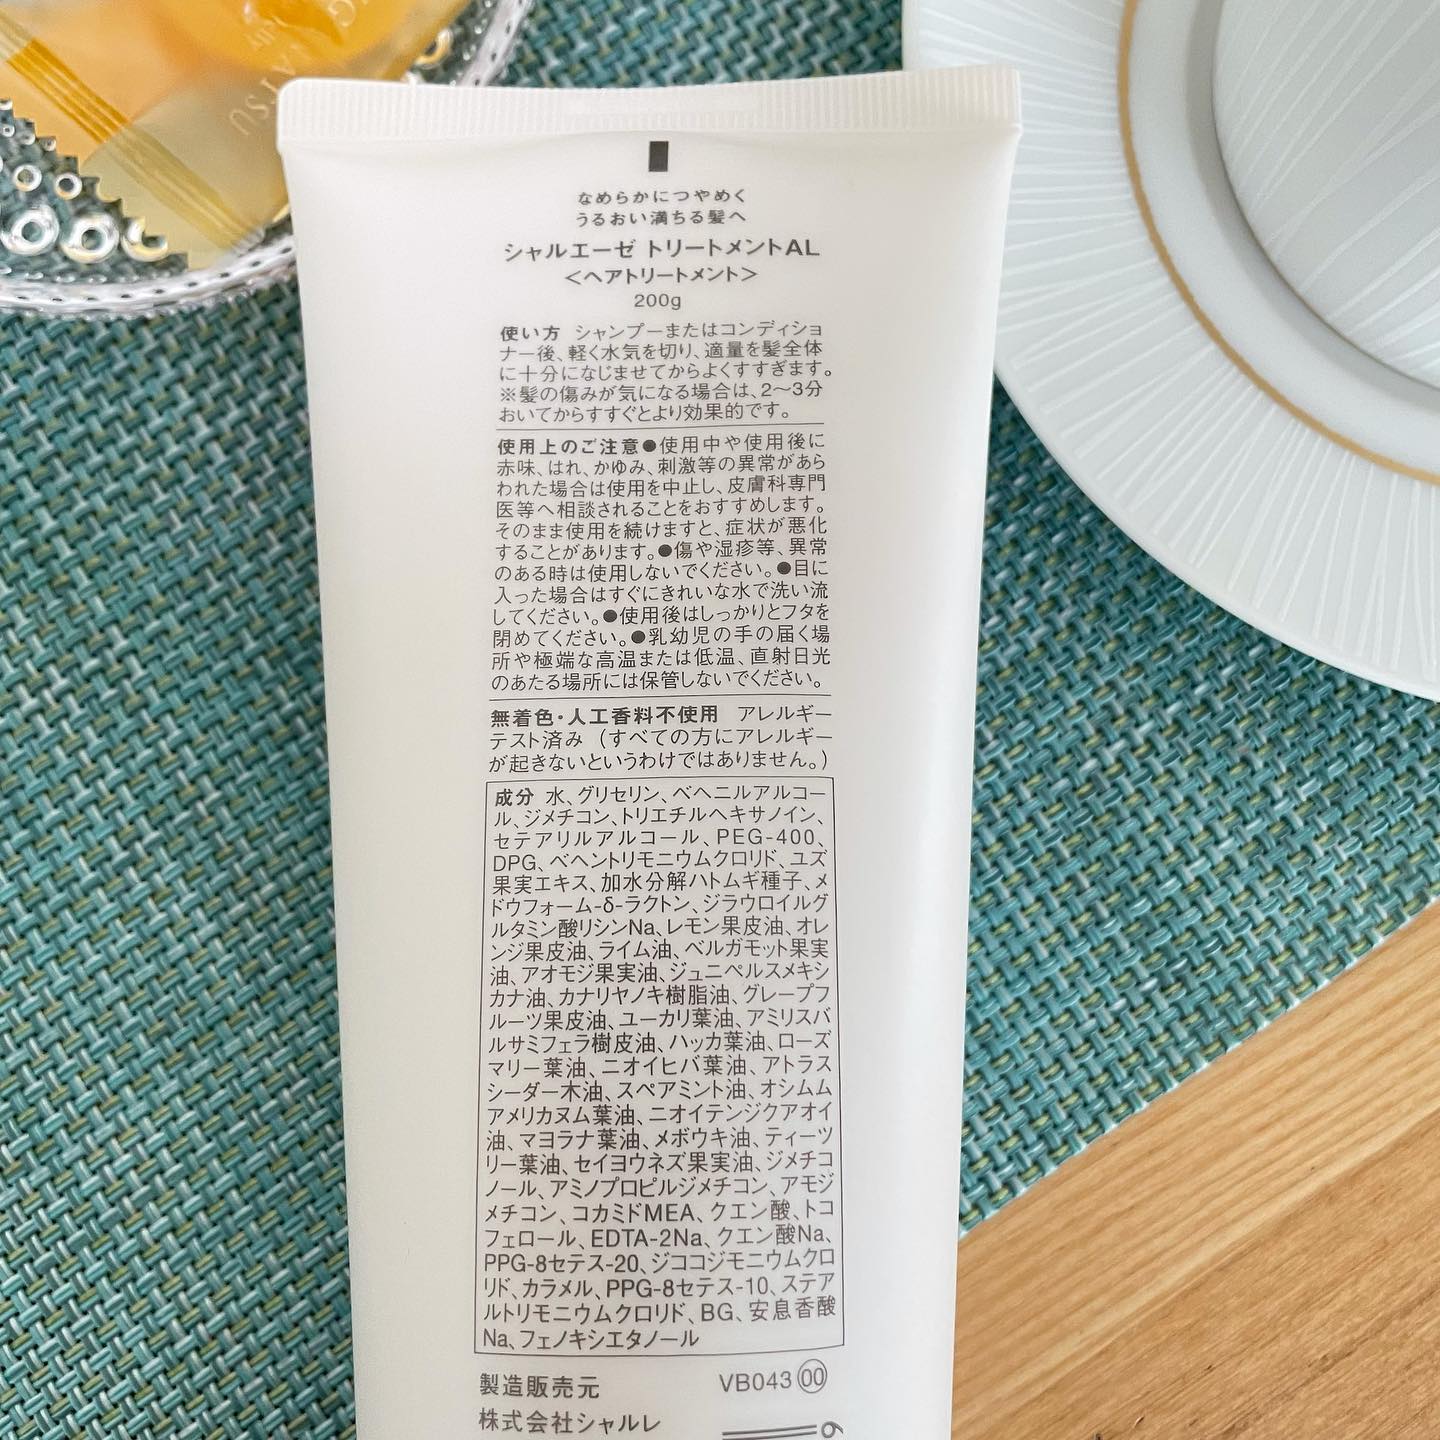 TSU
なめらかにつやめく
うるおい満ちる髪へ
シャルエーゼ トリートメントAL
<ヘアトリートメント>
200g
使い方 シャンプーまたはコンディショ
ナー後、軽く水気を切り、適量を髪全体
に十分になじませてからよくすすぎます。
※髪の傷みが気になる場合は、2〜3分
おいてからすすぐとより効果的です。
使用上のご注意●使用中や使用後に
赤味、はれ、かゆみ、刺激等の異常があら
われた場合は使用を中止し、皮膚科専門
医等へ相談されることをおすすめします。
そのまま使用を続けますと、症状が悪化
することがあります。●傷や湿疹等、異常
のある時は使用しないでください。●目に
入った場合はすぐにきれいな水で洗い流
してください。●使用後はしっかりとフタを
閉めてください。●乳幼児の手の届く場
所や極端な高温または低温、直射日光
のあたる場所には保管しないでください。
無着色・人工香料不使用 アレルギー
テスト済み（すべての方にアレルギー
が起きないというわけではありません。）
成分 水、グリセリン、ベヘニルアルコー
ル、ジメチコン、トリエチルヘキサノイン、
セテアリルアルコール、PEG-400、
DPG、ベヘントリモニウムクロリド、ユズ
果実エキス、加水分解ハトムギ種子、メ
ドウフォーム-δ-ラクトン、ジラウロイルグ
ルタミン酸リシンNa、レモン果皮油、オレ
ンジ果皮油、ライム油、ベルガモット果実
油、アオモジ果実油、ジュニペルスメキシ
カナ油、カナリヤノキ樹脂油、グレープフ
ルーツ果皮油、ユーカリ葉油、アミリスバ
ルサミフェラ樹皮油、ハッカ葉油、ローズ
マリー葉油、ニオイヒバ葉油、アトラス
シーダー木油、スペアミント油、オシムム
アメリカヌム葉油、ニオイテンジクアオイ
油、マヨラナ葉油、メボウキ油、ティーツ
リー葉油、セイヨウネズ果実油、ジメチコ
ノール、アミノプロピルジメチコン、アモジ
メチコン、コカミドMEA、クエン酸、トコ
フェロール、EDTA-2Na、クエン酸Na、
PPG-8セテス-20、ジココジモニウムクロ
リド、カラメル、PPG-8セテス-10、ステア
ルトリモニウムクロリド、BG、安息香酸
Na、フェノキシエタノール
製造販売元 VB043 00
株式会社シャルレ